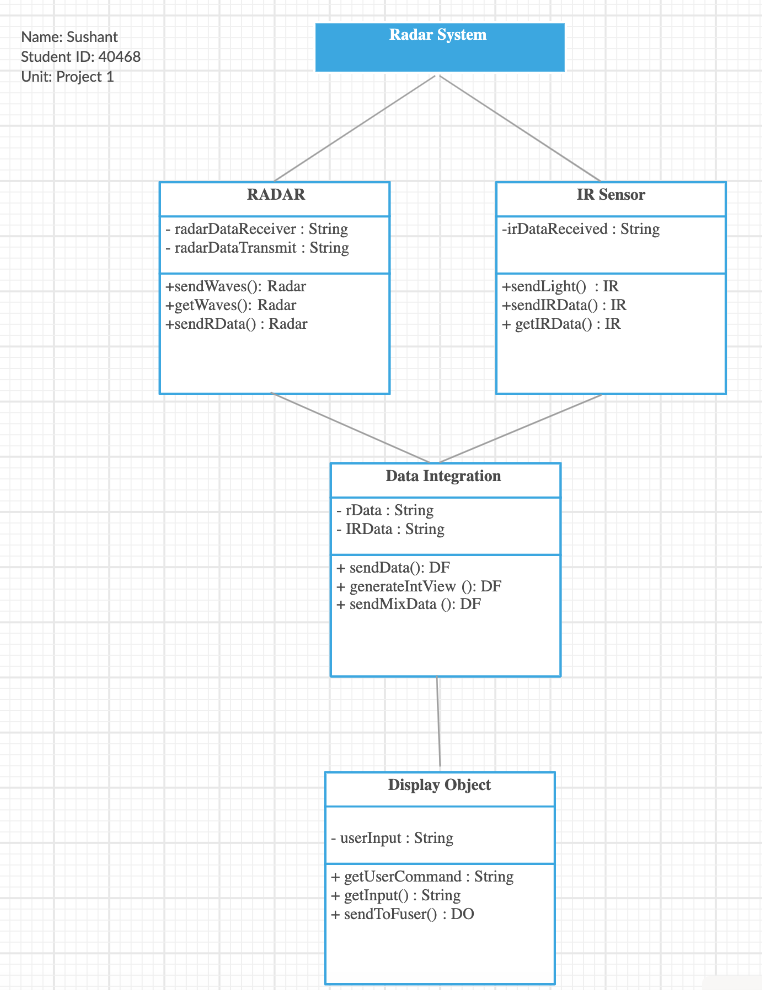 Name: Sushant
Student ID: 40468
Unit: Project 1
Radar System
RADAR
- radarDataReceiver : String
- radarDataTransmit : String
+sendWaves(): Radar
+getWaves(): Radar
+sendRData() : Radar
IR Sensor
-irDataReceived : String
+sendLight()  : IR
+sendIRData() : IR
+ getIRData() : IR
Data Integration
- rData : String
- IRData : String
+ sendData(): DF
+ generateIntView (): DF
+ sendMixData (): DF
Display Object
- userInput : String
+ getUserCommand : String
+ getInput() : String
+ sendToFuser() : DO